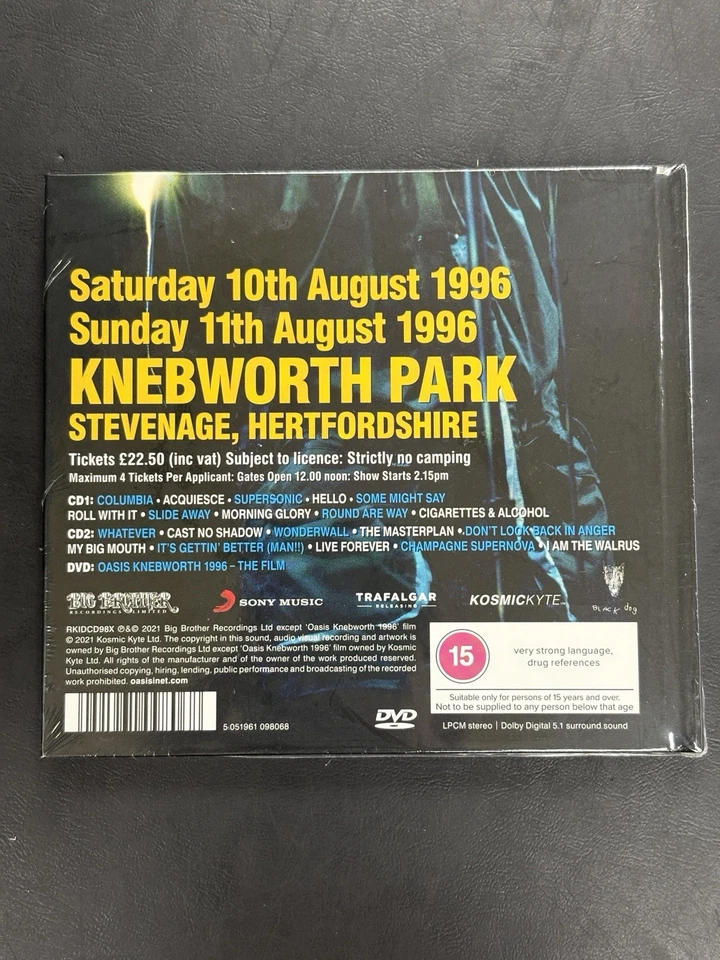 Saturday 10th August 1996
Sunday 11th August 1996
KNEBWORTH PARK
STEVENAGE, HERTFORDSHIRE
Tickets £22.50 (inc vat) Subject to licence: Strictly no camping
Maximum 4 Tickets Per Applicant: Gates Open 12.00 noon: Show Starts 2.15pm
CD1: COLUMBIA • ACQUIESCE • SUPERSONIC • HELLO • SOME MIGHT SAY
ROLL WITH IT • SLIDE AWAY • MORNING GLORY • ROUND ARE WAY • CIGARETTES & ALCOHOL
CD2: WHATEVER • CAST NO SHADOW • WONDERWALL • THE MASTERPLAN • DON'T LOOK BACK IN ANGER
MY BIG MOUTH • IT'S GETTIN' BETTER (MAN!!) • LIVE FOREVER • CHAMPAGNE SUPERNOVA • I AM THE WALRUS
DVD: OASIS KNEBWORTH 1996 – THE FILM
BIG BROTHER
RECORDINGS LIMITED
SONY MUSIC
TRAFALGAR
RELEASING
KOSMICKYTE
BLACK dog
RKIDCD98X ℗&© 2021 Big Brother Recordings Ltd except 'Oasis Knebworth 1996' film
© 2021 Kosmic Kyte Ltd. The copyright in this sound, audio visual recording and artwork is
owned by Big Brother Recordings Ltd except 'Oasis Knebworth 1996' film owned by Kosmic
Kyte Ltd. All rights of the manufacturer and of the owner of the work produced reserved.
Unauthorised copying, hiring, lending, public performance and broadcasting of the recorded
work prohibited. oasisinet.com
15
very strong language,
drug references
Suitable only for persons of 15 years and over.
Not to be supplied to any person below that age
5-051961 098068
DVD
LPCM stereo | Dolby Digital 5.1 surround sound